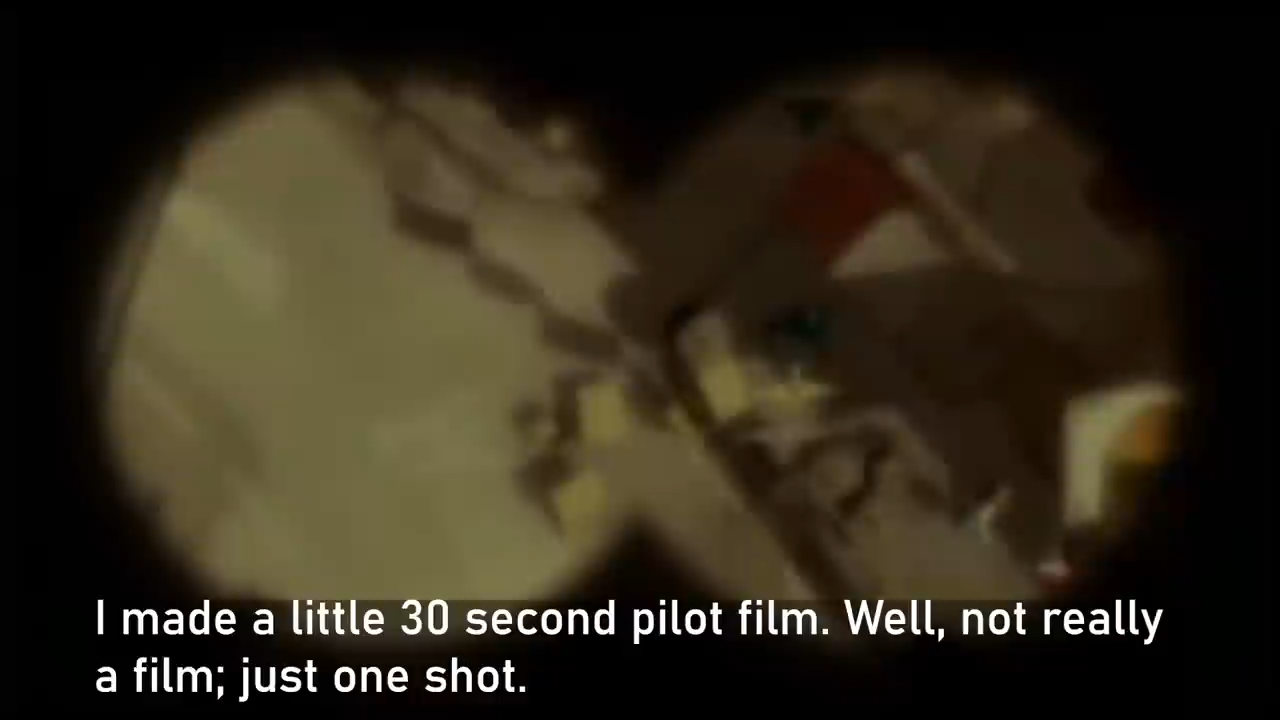 I made a little 30 second pilot film. Well, not really
a film; just one shot.